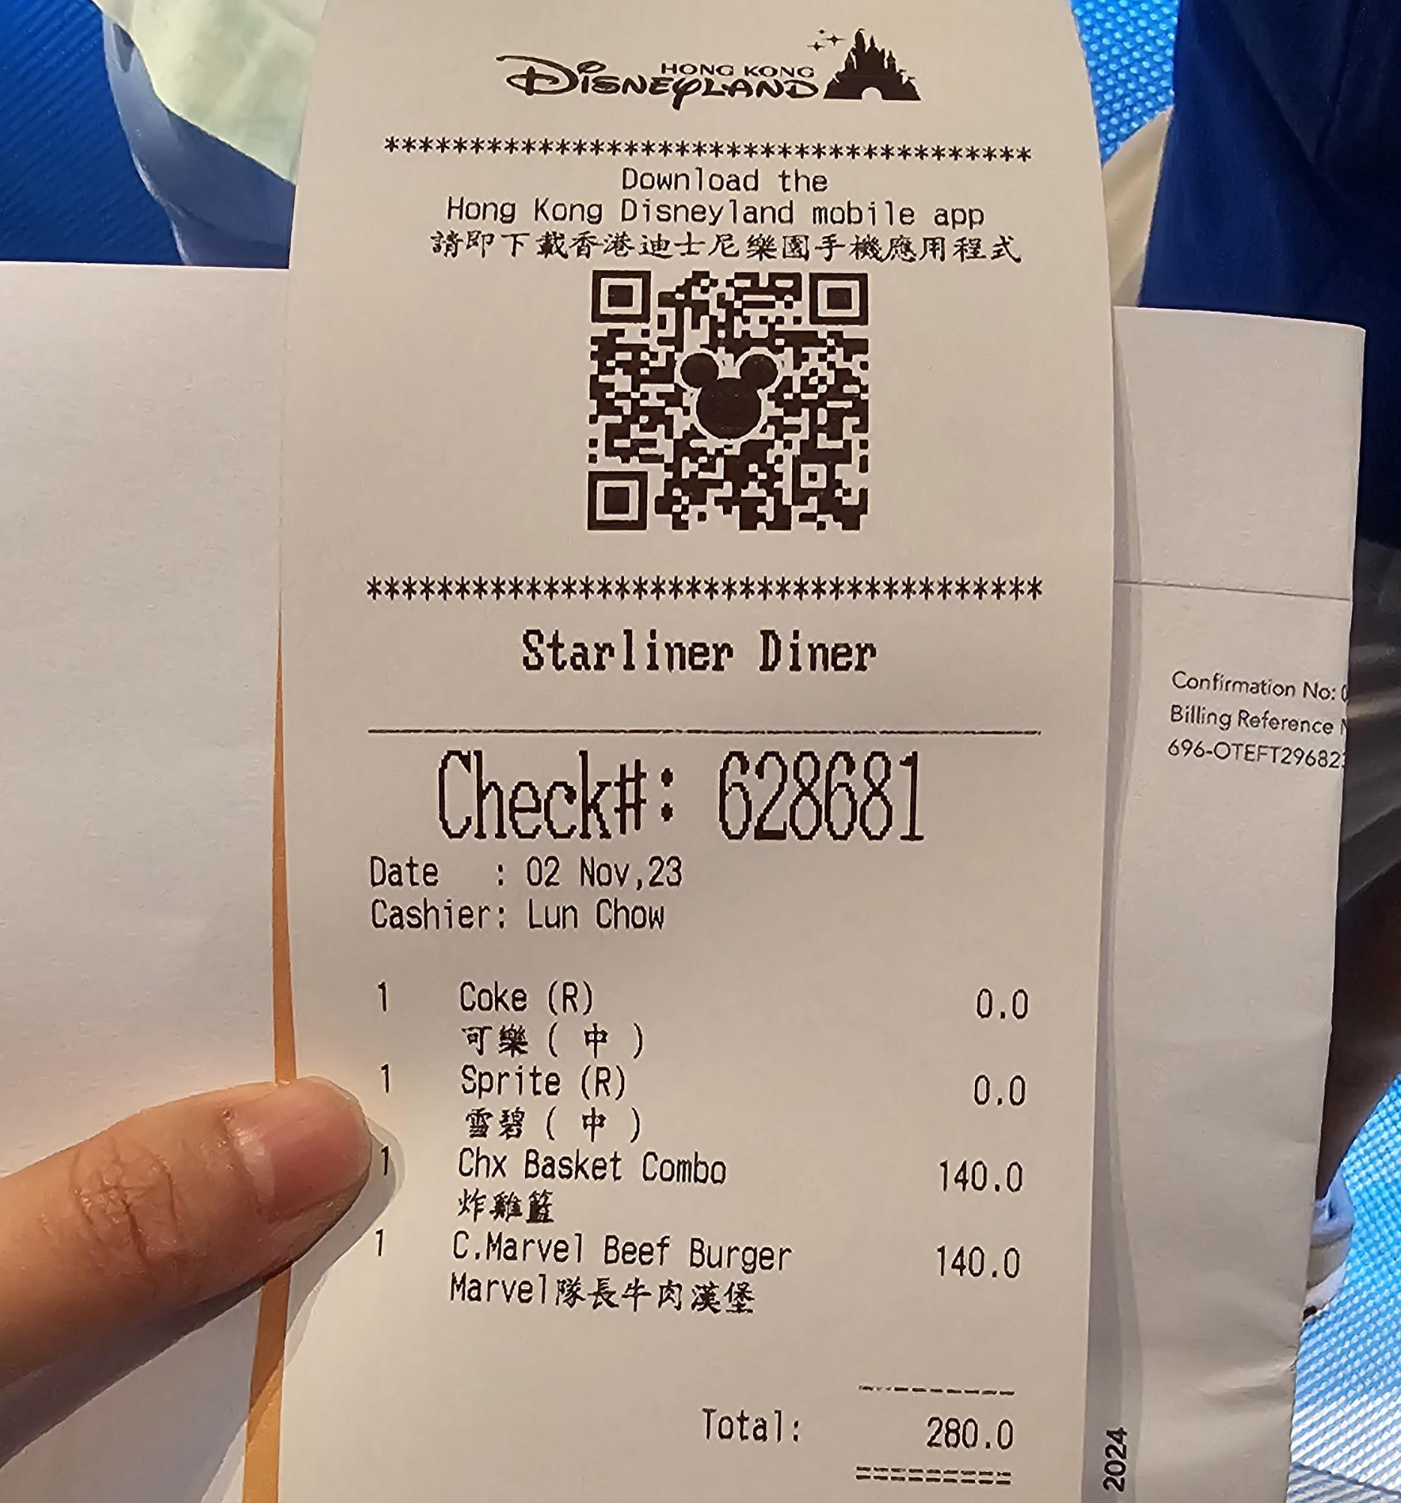 HONG KONG
DISNEYLAND
***************************************
Download the
Hong Kong Disneyland mobile app
請即下載香港迪士尼樂園手機應用程式
***************************************
Starliner Diner
Check#: 628681
Date : 02 Nov,23
Cashier: Lun Chow
1 Coke (R) 0.0
可樂 ( 中 )
1 Sprite (R) 0.0
雪碧 ( 中 )
1 Chx Basket Combo 140.0
炸雞籃
1 C.Marvel Beef Burger 140.0
Marvel隊長牛肉漢堡
---------
Total: 280.0
=========
Confirmation No:
Billing Reference
696-OTEFT29682
2024